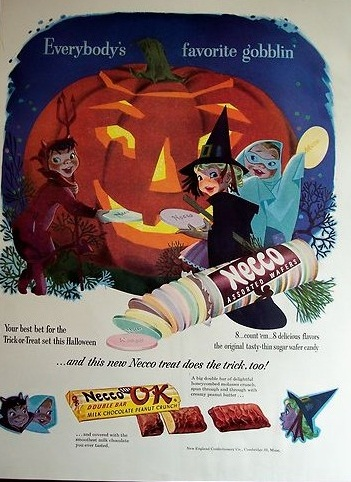 Everybody's favorite gobblin'
Necco
Necco
Necco
Necco
ASSORTED WAFERS
Necco
Your best bet for the
Trick-or-Treat set this Halloween
8...count 'em...8 delicious flavors
the original tasty-thin sugar wafer candy
...and this new Necco treat does the trick, too!
Necco
DOUBLE BAR
OK
MILK CHOCOLATE PEANUT CRUNCH
A big double bar of delightful
honeycombed molasses crunch,
spun through and through with
creamy peanut butter ...
...and covered with the
smoothest milk chocolate
you ever tasted.
New England Confectionery Co., Cambridge 39, Mass.